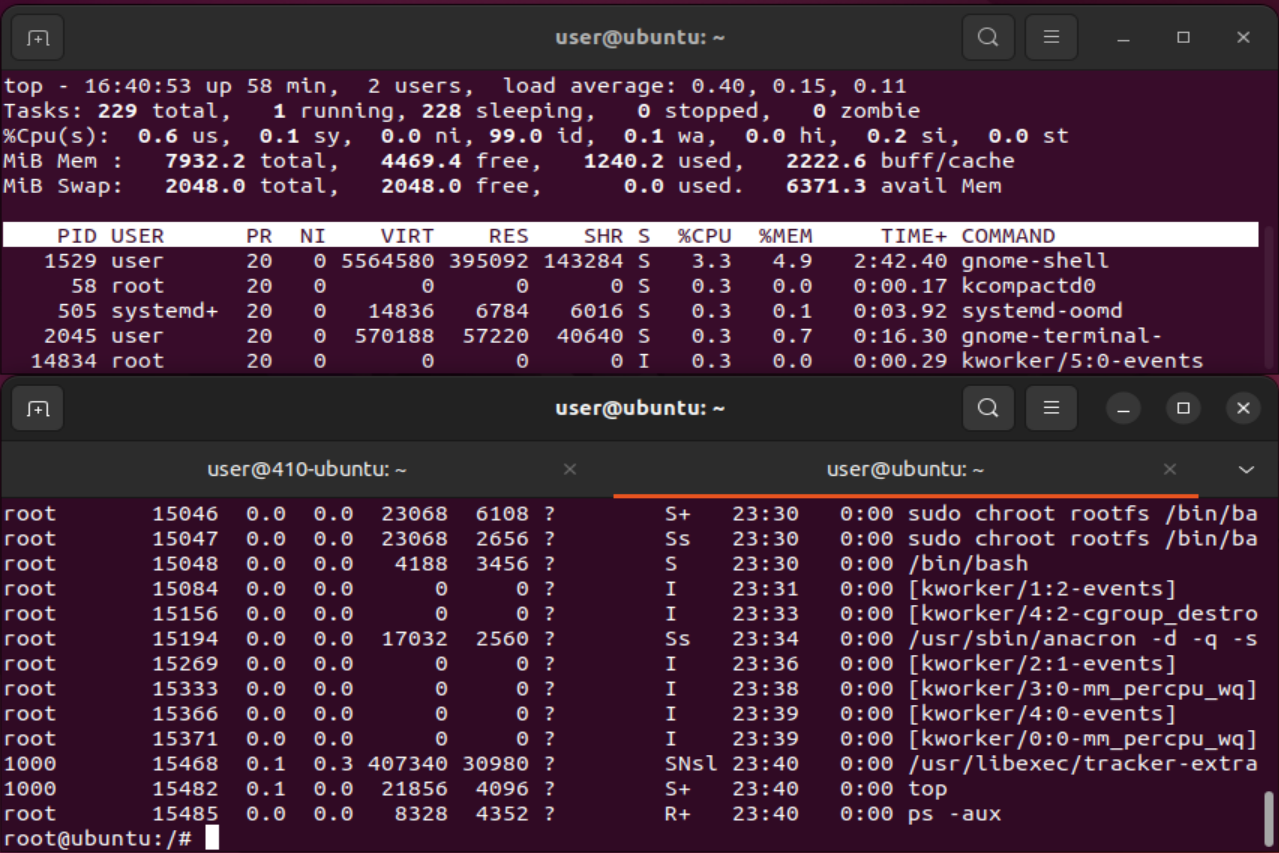 user@ubuntu: ~
top - 16:40:53 up 58 min,  2 users,  load average: 0.40, 0.15, 0.11
Tasks: 229 total,   1 running, 228 sleeping,   0 stopped,   0 zombie
%Cpu(s):  0.6 us,  0.1 sy,  0.0 ni, 99.0 id,  0.1 wa,  0.0 hi,  0.2 si,  0.0 st
MiB Mem :   7932.2 total,   4469.4 free,   1240.2 used,   2222.6 buff/cache
MiB Swap:   2048.0 total,   2048.0 free,      0.0 used.   6371.3 avail Mem
    PID USER      PR  NI    VIRT    RES    SHR S  %CPU  %MEM     TIME+ COMMAND
   1529 user      20   0 5564580 395092 143284 S   3.3   4.9   2:42.40 gnome-shell
     58 root      20   0       0      0      0 S   0.3   0.0   0:00.17 kcompactd0
    505 systemd+  20   0   14836   6784   6016 S   0.3   0.1   0:03.92 systemd-oomd
   2045 user      20   0  570188  57220  40640 S   0.3   0.7   0:16.30 gnome-terminal-
  14834 root      20   0       0      0      0 I   0.3   0.0   0:00.29 kworker/5:0-events
user@ubuntu: ~
user@410-ubuntu: ~ user@ubuntu: ~
root       15046  0.0  0.0  23068  6108 ?        S+   23:30   0:00 sudo chroot rootfs /bin/ba
root       15047  0.0  0.0  23068  2656 ?        Ss   23:30   0:00 sudo chroot rootfs /bin/ba
root       15048  0.0  0.0   4188  3456 ?        S    23:30   0:00 /bin/bash
root       15084  0.0  0.0      0     0 ?        I    23:31   0:00 [kworker/1:2-events]
root       15156  0.0  0.0      0     0 ?        I    23:33   0:00 [kworker/4:2-cgroup_destro
root       15194  0.0  0.0  17032  2560 ?        Ss   23:34   0:00 /usr/sbin/anacron -d -q -s
root       15269  0.0  0.0      0     0 ?        I    23:36   0:00 [kworker/2:1-events]
root       15333  0.0  0.0      0     0 ?        I    23:38   0:00 [kworker/3:0-mm_percpu_wq]
root       15366  0.0  0.0      0     0 ?        I    23:39   0:00 [kworker/4:0-events]
root       15371  0.0  0.0      0     0 ?        I    23:39   0:00 [kworker/0:0-mm_percpu_wq]
1000       15468  0.1  0.3 407340 30980 ?        SNsl 23:40   0:00 /usr/libexec/tracker-extra
1000       15482  0.1  0.0  21856  4096 ?        S+   23:40   0:00 top
root       15485  0.0  0.0   8328  4352 ?        R+   23:40   0:00 ps -aux
root@ubuntu:/#